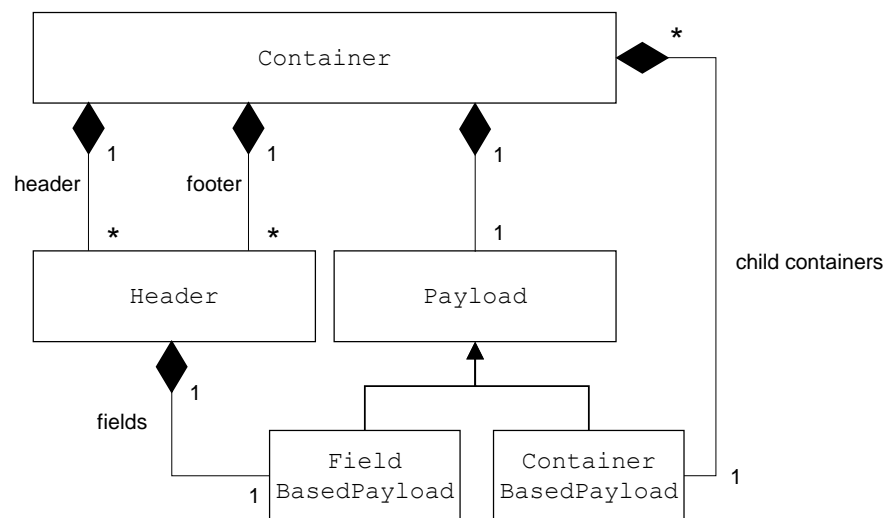 Container
*
1
1
1
header
footer
*
*
1
child containers
Header
Payload
1
fields
Field
BasedPayload
Container
BasedPayload
1
1